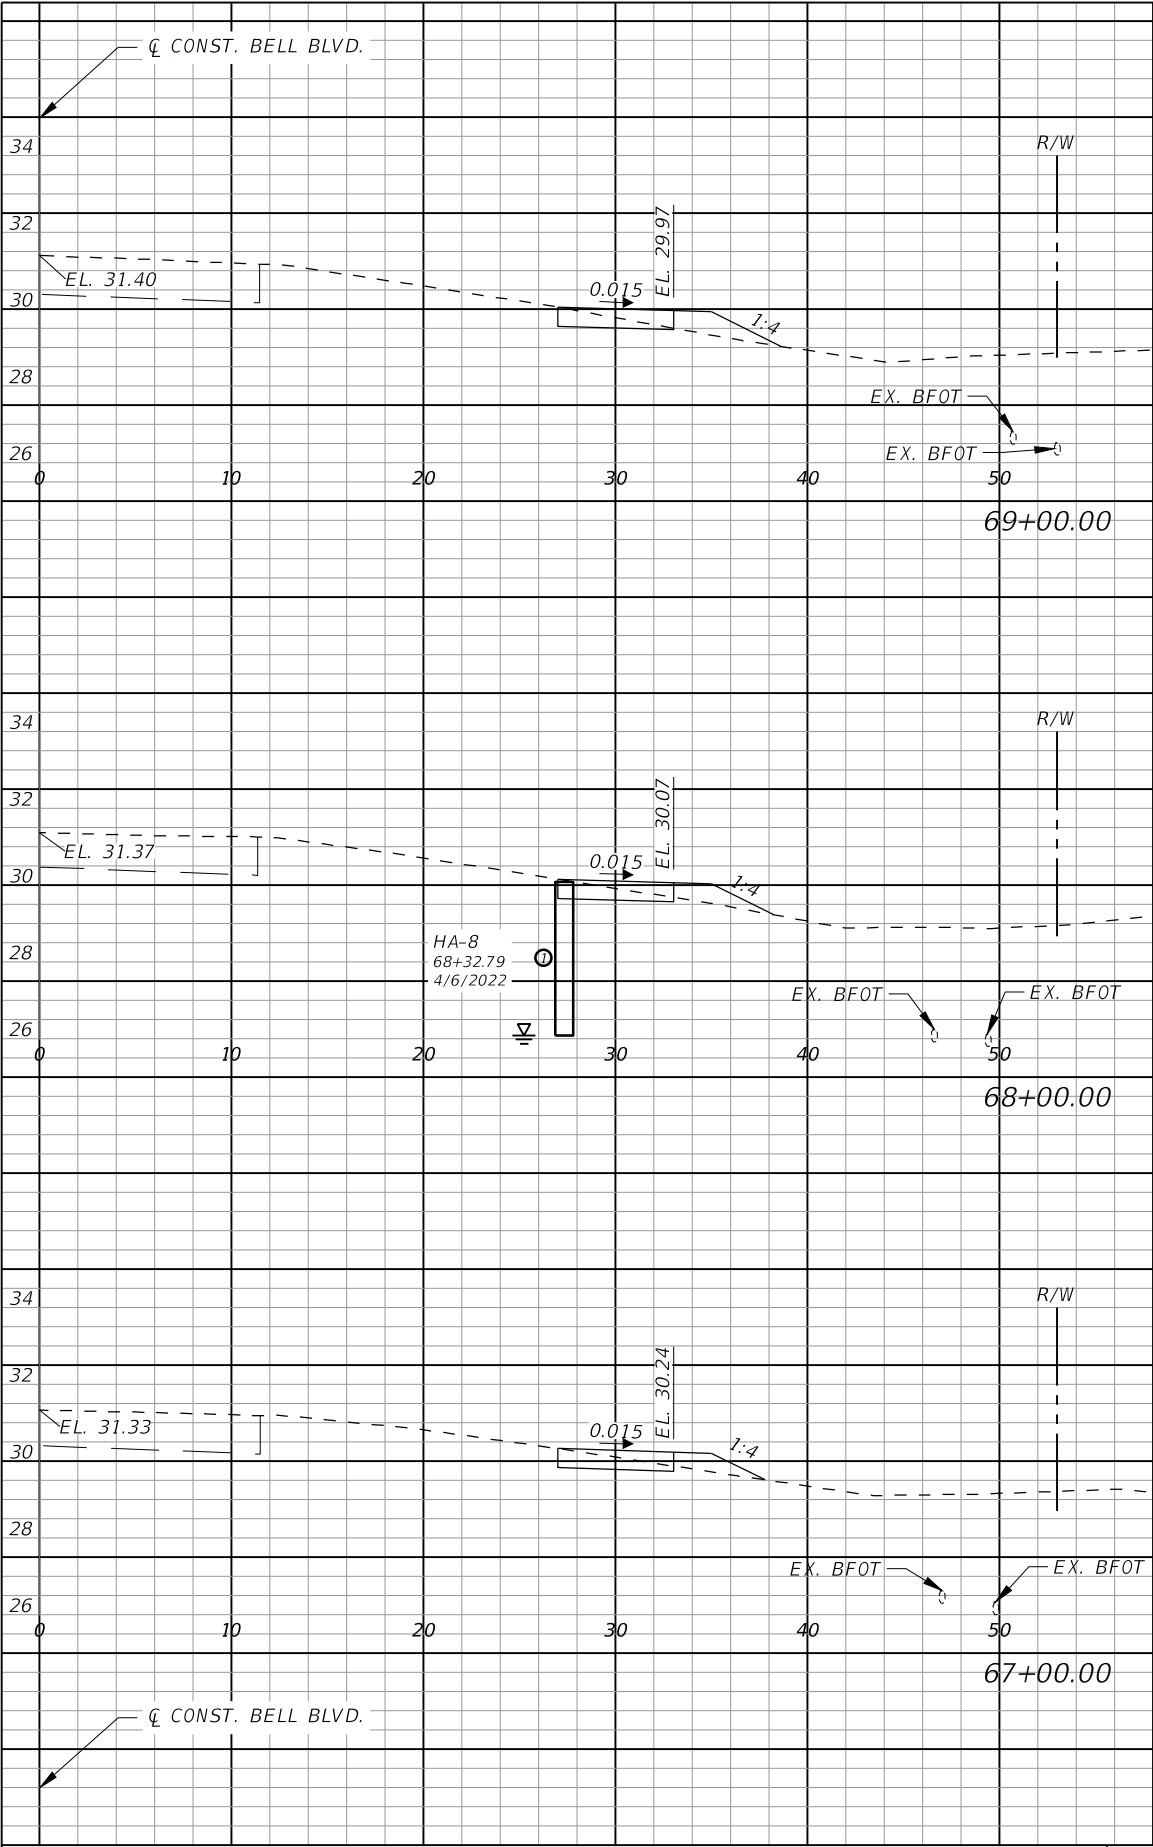 ℄ CONST. BELL BLVD.
34
R/W
32
EL. 29.97
EL. 31.40
30
0.015
1:4
28
EX. BFOT
26
EX. BFOT
0 10 20 30 40 50
69+00.00
34
R/W
32
EL. 30.07
EL. 31.37
30
0.015
1:4
HA-8
28
1
68+32.79
4/6/2022
EX. BFOT
EX. BFOT
26
0 10 20 30 40 50
68+00.00
34
R/W
32
EL. 30.24
EL. 31.33
30
0.015
1:4
28
EX. BFOT
EX. BFOT
26
0 10 20 30 40 50
67+00.00
℄ CONST. BELL BLVD.